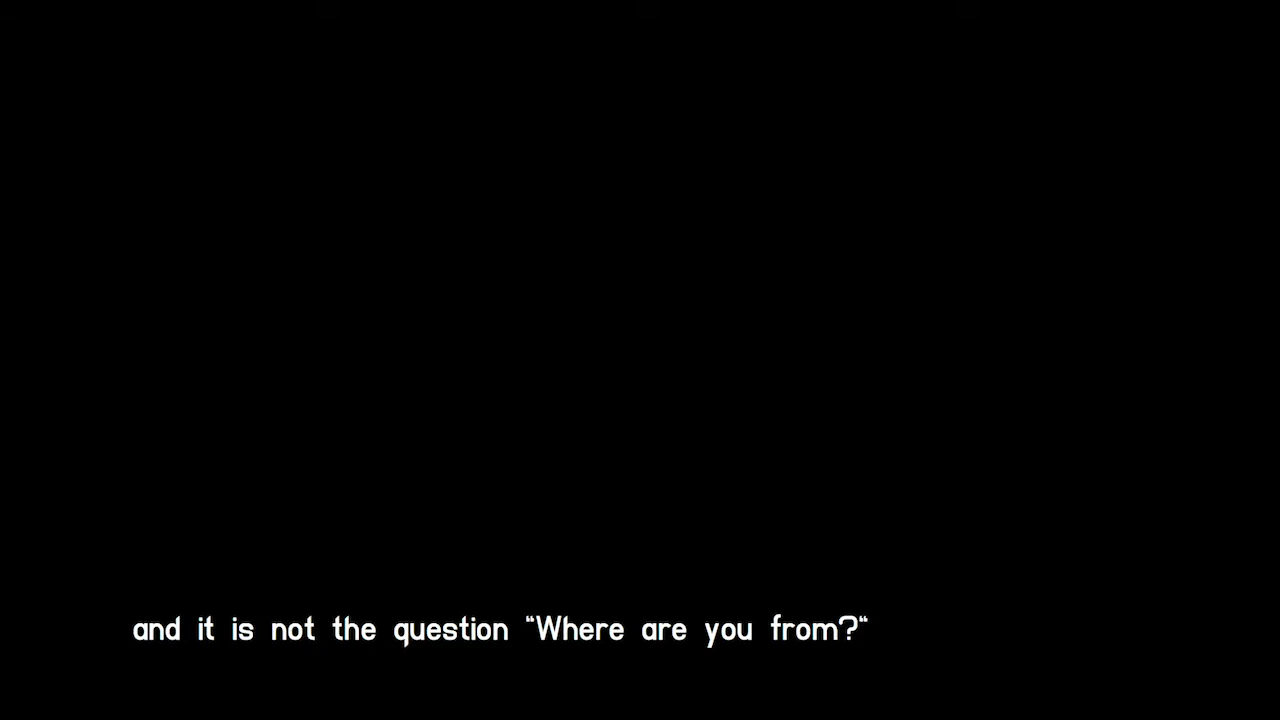 and it is not the question “Where are you from?“